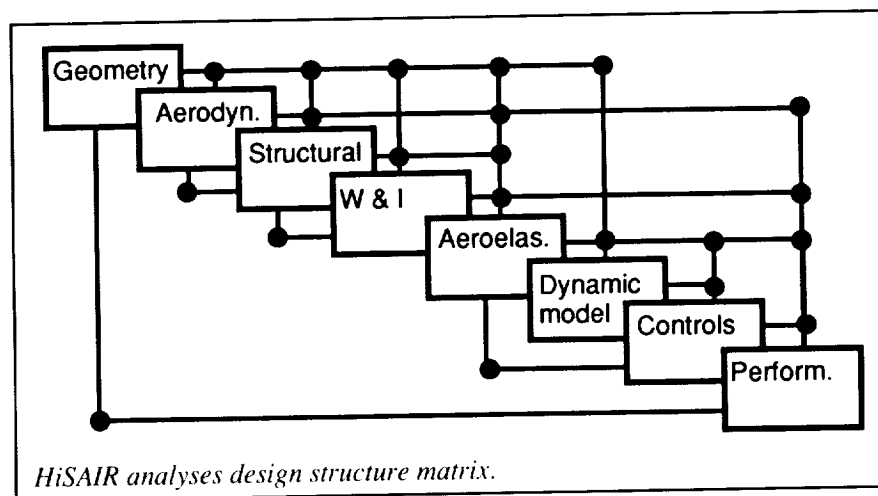 Geometry
Aerodyn.
Structural
W & I
Aeroelas.
Dynamic
model
Controls
Perform.
HiSAIR analyses design structure matrix.